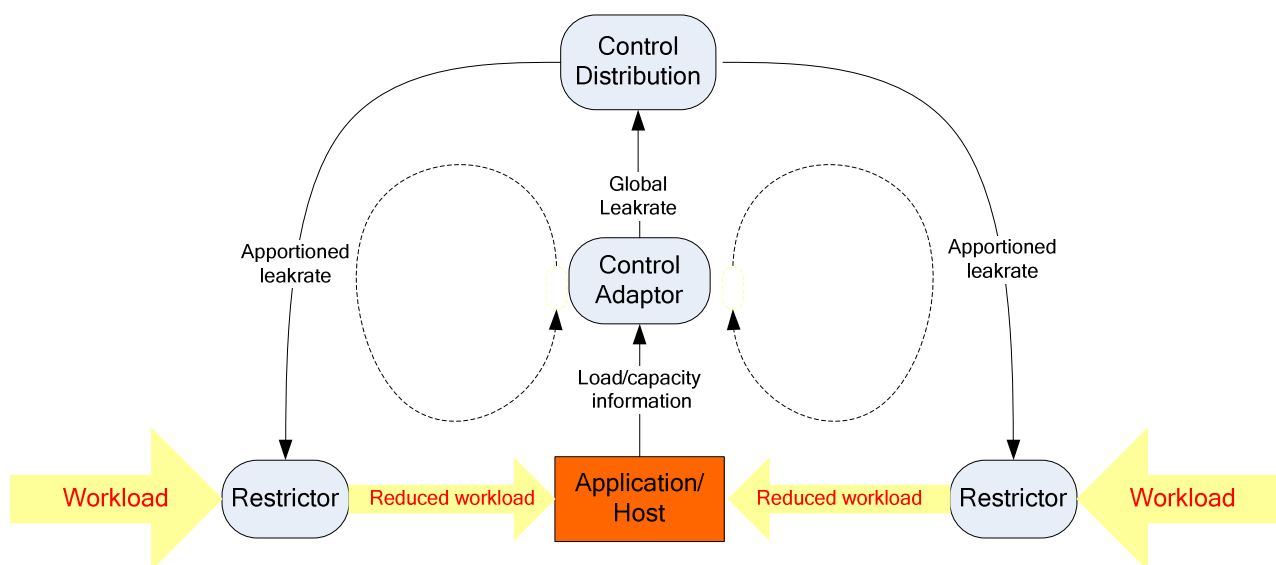 Control
Distribution
Global
Leakrate
Apportioned
leakrate
Apportioned
leakrate
Control
Adaptor
Load/capacity
information
Workload
Restrictor
Reduced workload
Application/
Host
Reduced workload
Restrictor
Workload